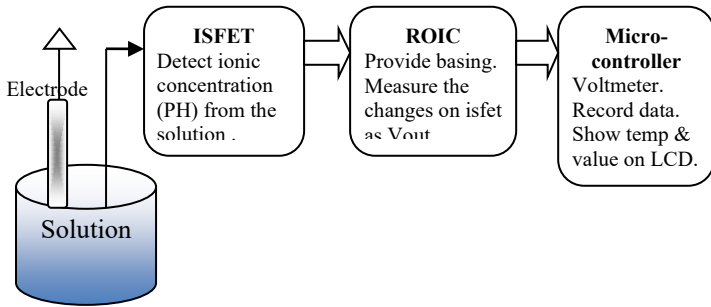 ISFET
Detect ionic
concentration
(PH) from the
solution .
ROIC
Provide basing.
Measure the
changes on isfet
as Vout
Micro-
controller
Voltmeter.
Record data.
Show temp &
value on LCD.
Electrode
Solution